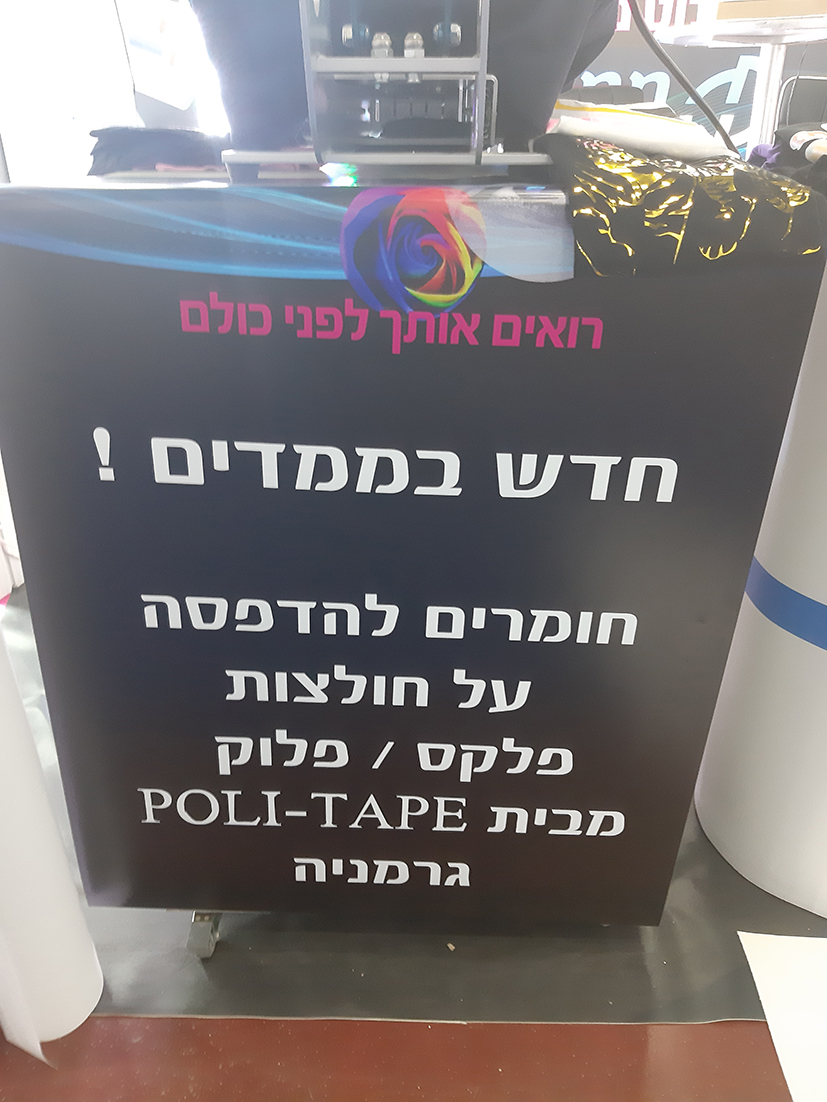 רואים אותך לפני כולם
חדש בממדים !
חומרים להדפסה
על חולצות
פלקס / פלוק
מבית POLI-TAPE
גרמניה